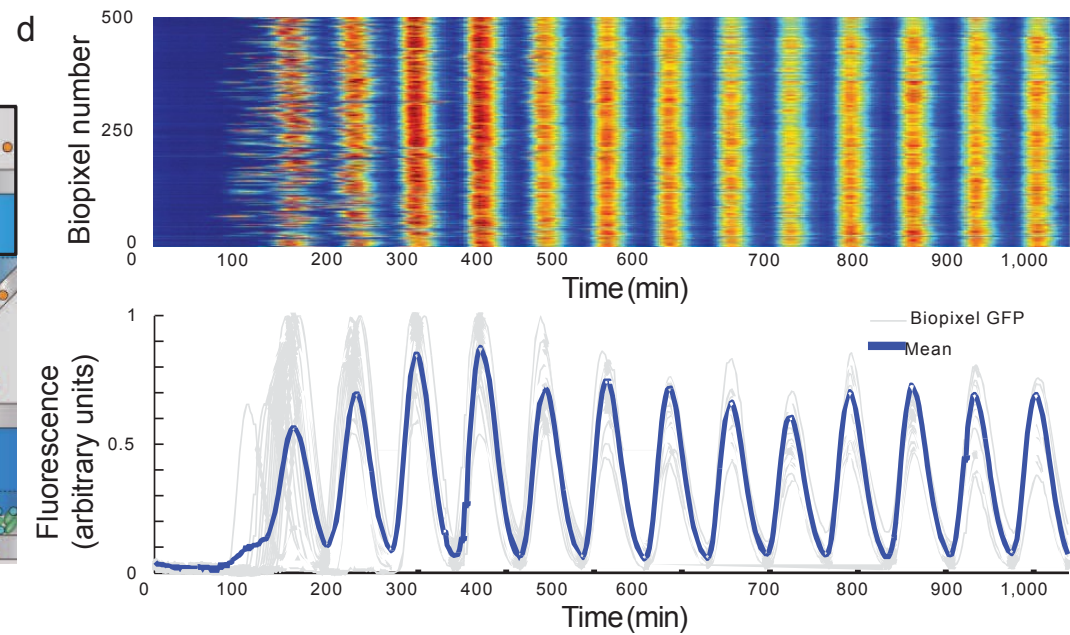 d
500
250
0
Biopixel number
0 100 200 300 400 500 600 700 800 900 1,000
Time (min)
1
0.5
0
Fluorescence
(arbitrary units)
Biopixel GFP
Mean
0 100 200 300 400 500 600 700 800 900 1,000
Time (min)